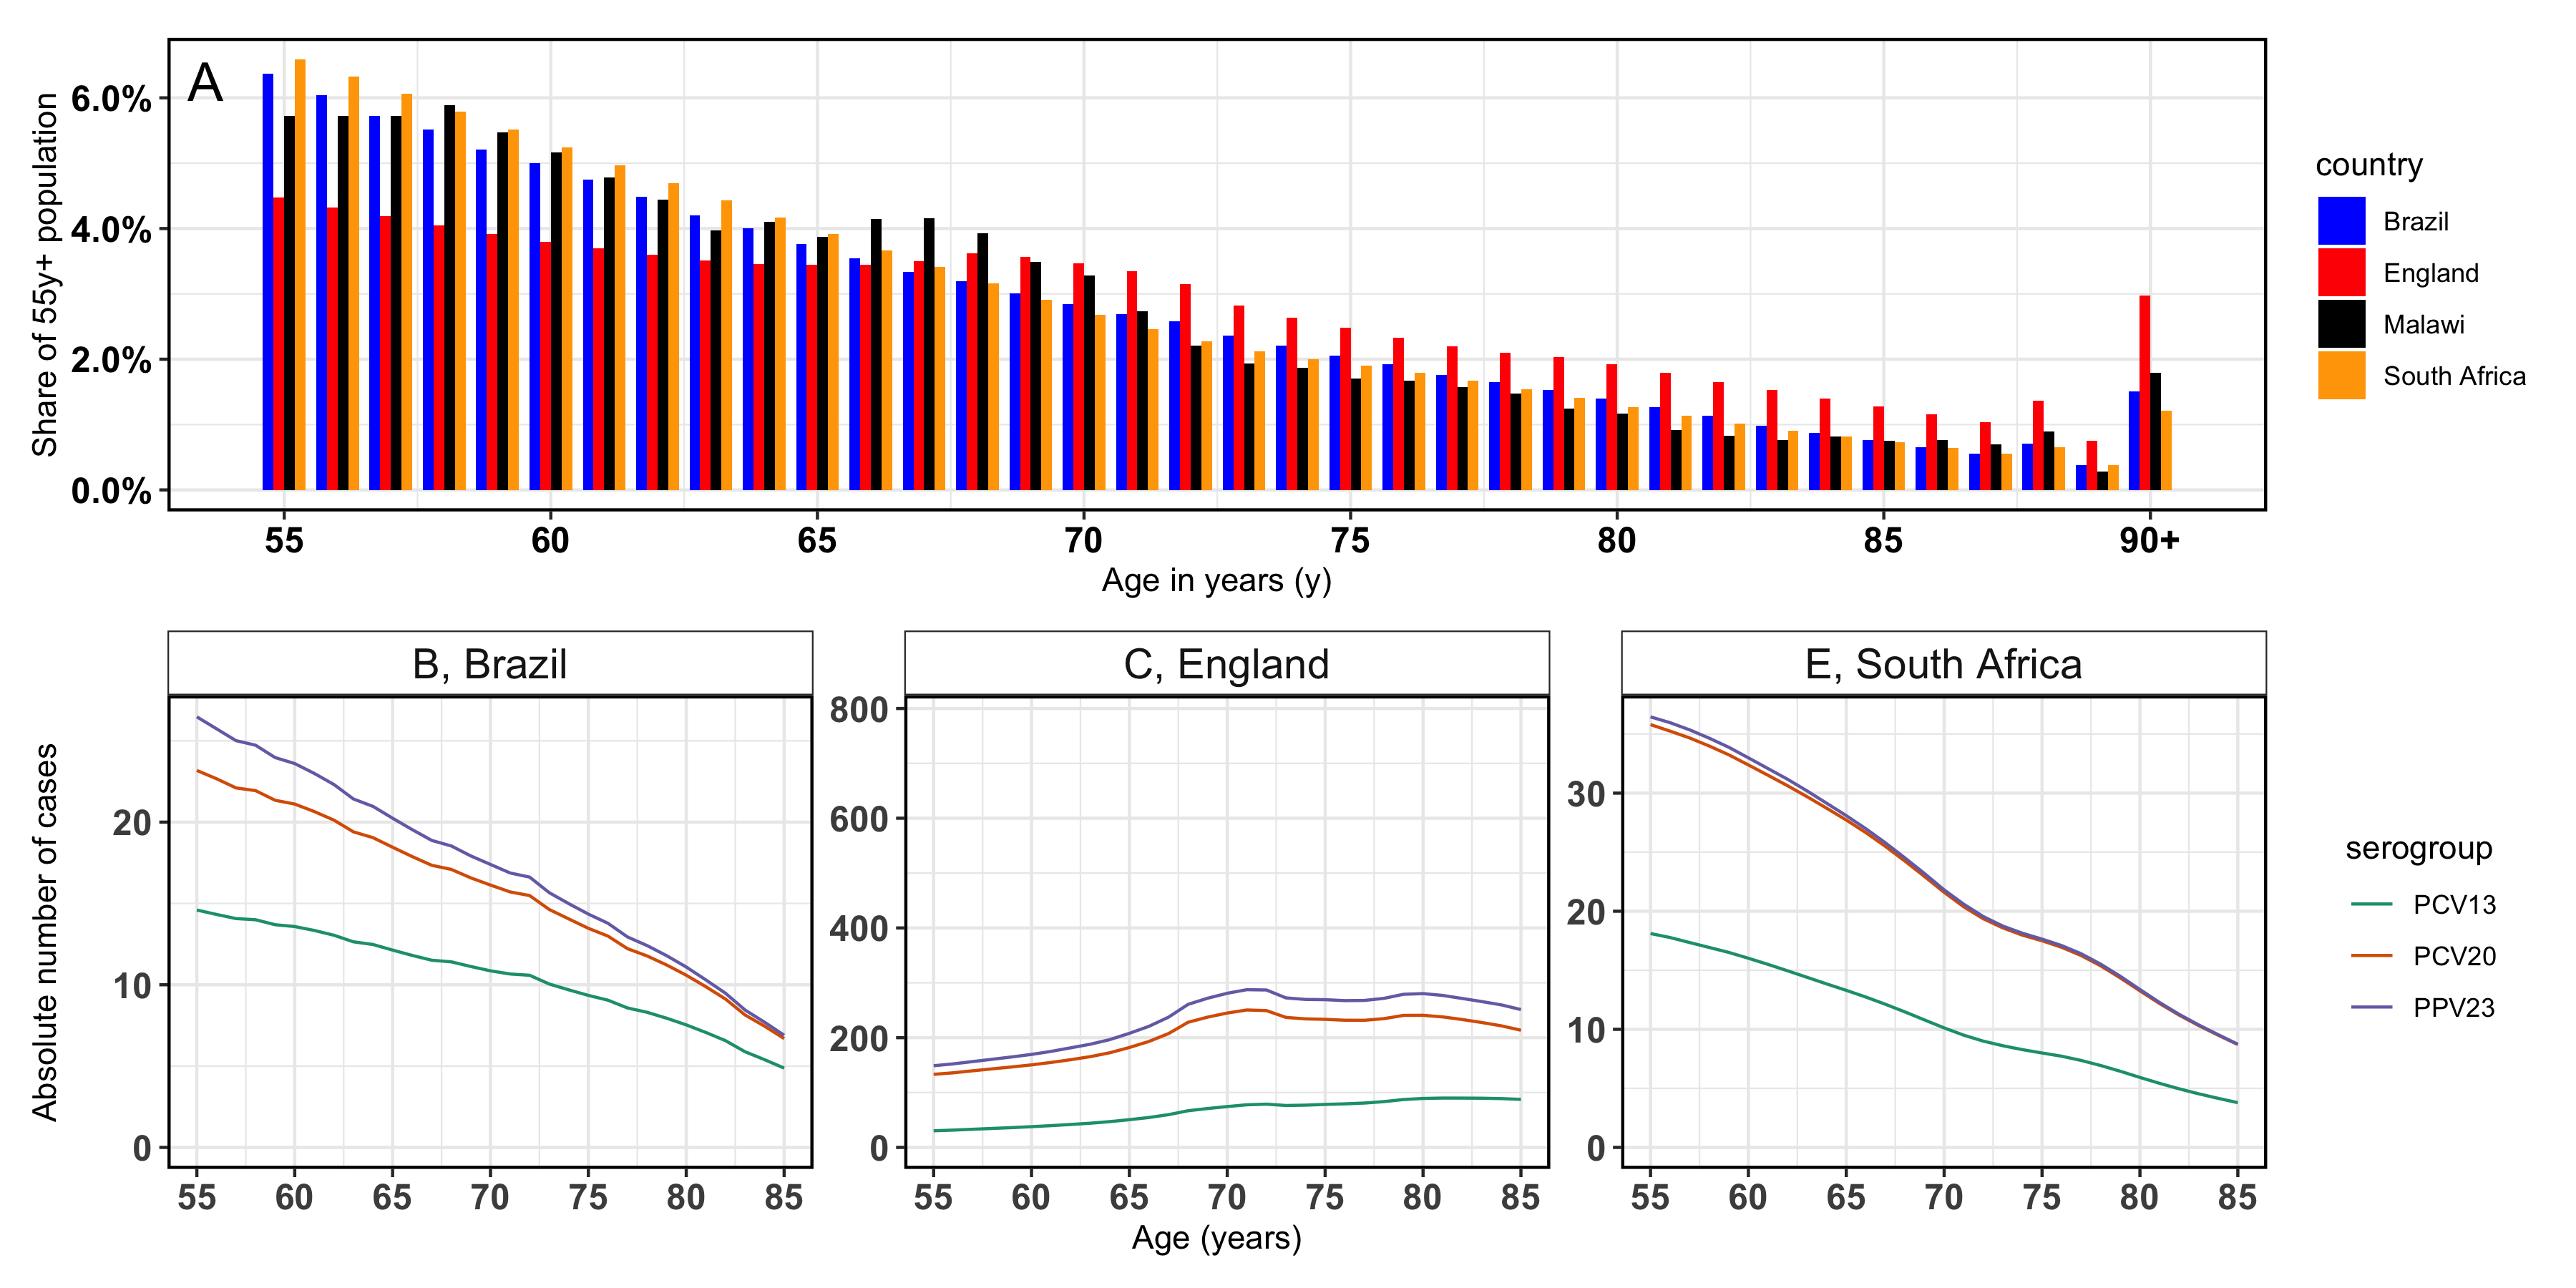 A
Share of 55y+ population
6.0%
4.0%
2.0%
0.0%
55 60 65 70 75 80 85 90+
Age in years (y)
country
Brazil
England
Malawi
South Africa
B, Brazil
C, England
E, South Africa
Absolute number of cases
20
10
0
55 60 65 70 75 80 85
800
600
400
200
0
55 60 65 70 75 80 85
30
20
10
0
55 60 65 70 75 80 85
Age (years)
serogroup
PCV13
PCV20
PPV23